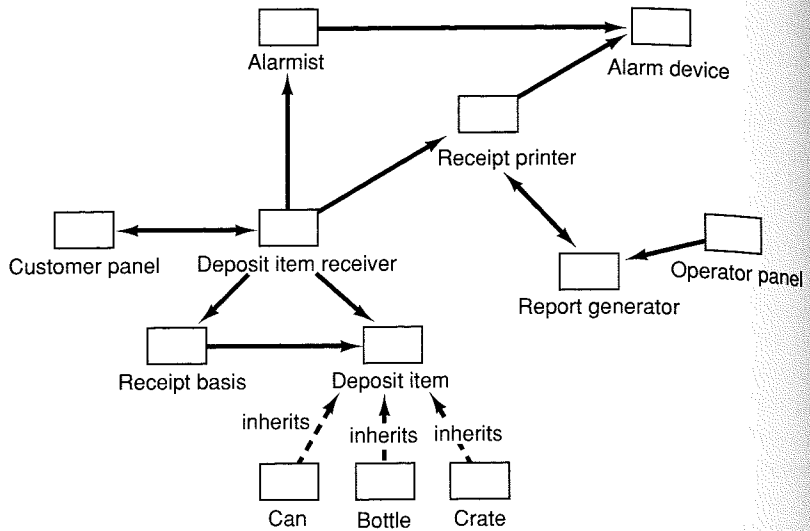 Alarmist
Alarm device
Receipt printer
Customer panel
Deposit item receiver
Operator panel
Report generator
Receipt basis
Deposit item
inherits
inherits
inherits
Can
Bottle
Crate